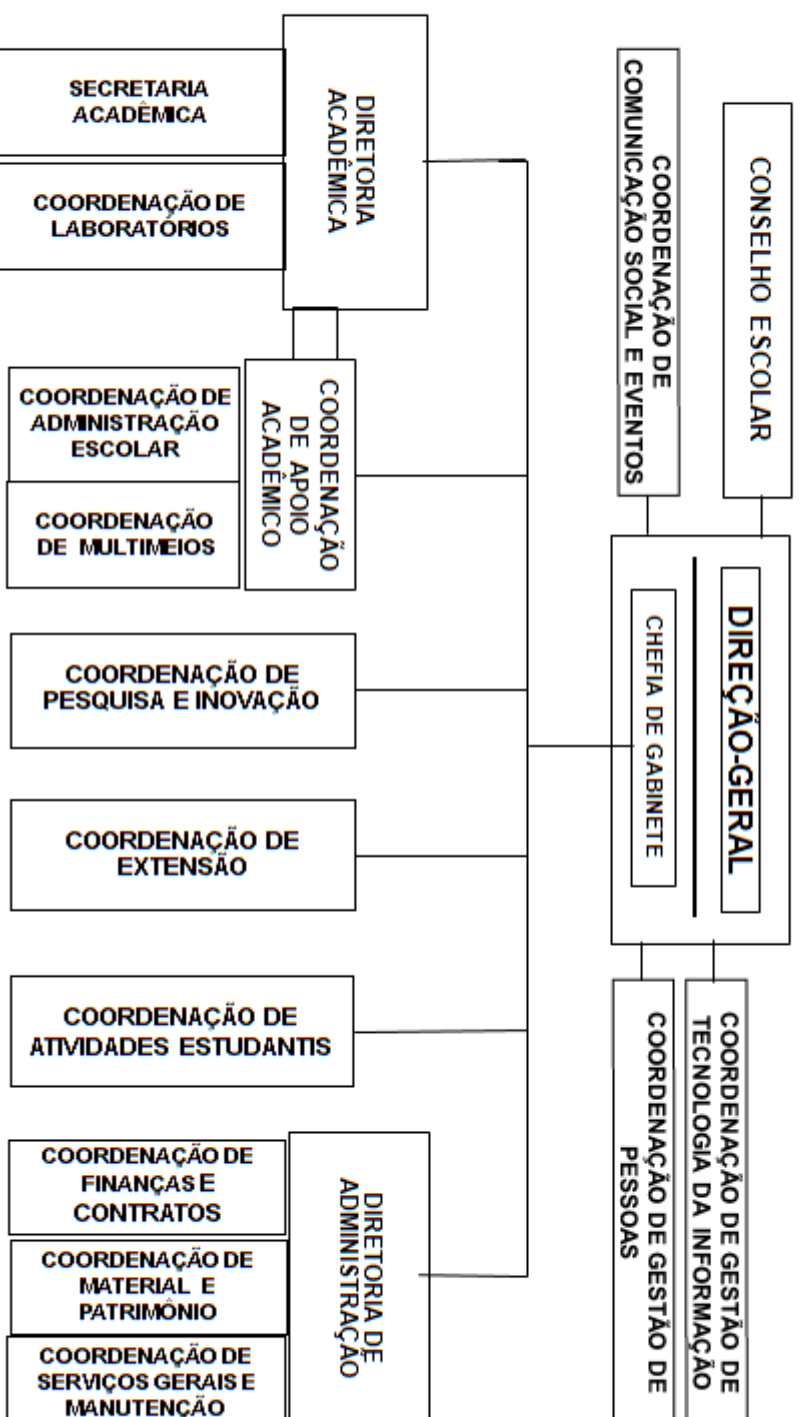 CONSELHO ESCOLAR
COORDENAÇÃO DE
COMUNICAÇÃO SOCIAL E EVENTOS
DIREÇÃO-GERAL
CHEFIA DE GABINETE
COORDENAÇÃO DE GESTÃO DE
TECNOLOGIA DA INFORMAÇÃO
COORDENAÇÃO DE GESTÃO DE
PESSOAS
DIRETORIA
ACADÊMICA
SECRETARIA
ACADÊMICA
COORDENAÇÃO DE
LABORATÓRIOS
COORDENAÇÃO
DE APOIO
ACADÊMICO
COORDENAÇÃO DE
ADMINISTRAÇÃO
ESCOLAR
COORDENAÇÃO
DE MULTIMEIOS
COORDENAÇÃO DE
PESQUISA E INOVAÇÃO
COORDENAÇÃO DE
EXTENSÃO
COORDENAÇÃO DE
ATIVIDADES ESTUDANTIS
DIRETORIA DE
ADMINISTRAÇÃO
COORDENAÇÃO DE
FINANÇAS E
CONTRATOS
COORDENAÇÃO DE
MATERIAL E
PATRIMÔNIO
COORDENAÇÃO DE
SERVIÇOS GERAIS E
MANUTENÇÃO